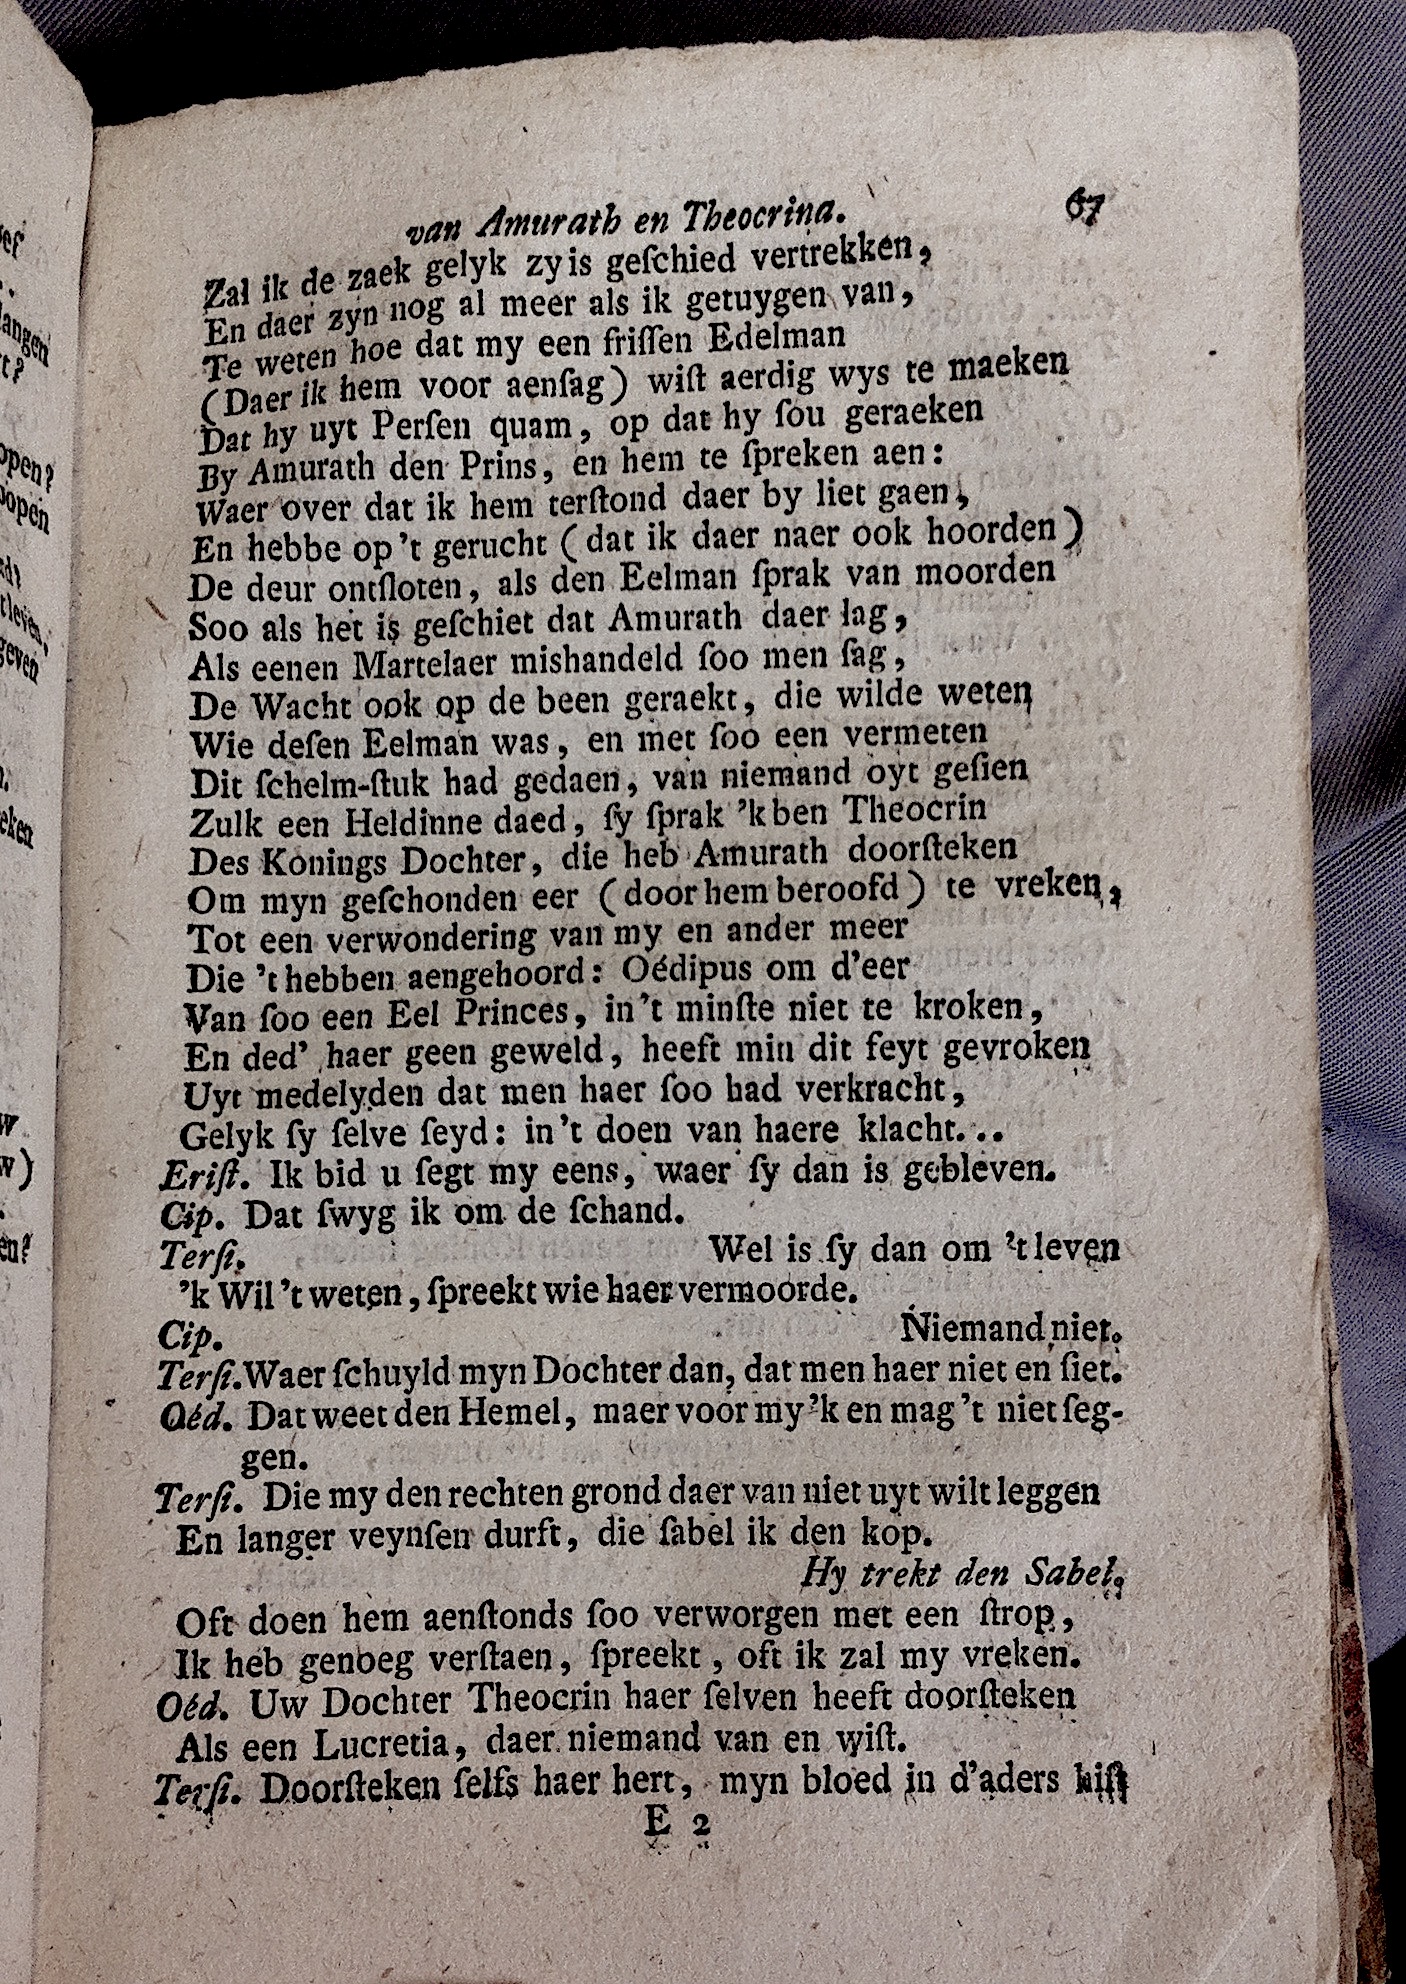 van Amurath en Theocrina. 67
Zal ik de zaek gelyk zy is geſchied vertrekken,
En daer zyn nog al meer als ik getuygen van,
Te weten hoe dat my een friſſen Edelman
(Daer ik hem voor aenſag) wiſt aerdig wys te maeken
Dat hy uyt Perſen quam, op dat hy ſou geraeken
By Amurath den Prins, en hem te ſpreken aen:
Waer over dat ik hem terſtond daer by liet gaen,
En hebbe op 't gerucht (dat ik daer naer ook hoorden)
De deur ontſloten, als den Eelman ſprak van moorden
Soo als het is geſchiet dat Amurath daer lag,
Als eenen Martelaer mishandeld ſoo men ſag,
De Wacht ook op de been geraekt, die wilde weten
Wie deſen Eelman was, en met ſoo een vermeten
Dit ſchelm-ſtuk had gedaen, van niemand oyt geſien
Zulk een Heldinne daed, ſy ſprak 'k ben Theocrin
Des Konings Dochter, die heb Amurath doorſteken
Om myn geſchonden eer (door hem beroofd) te vreken,
Tot een verwondering van my en ander meer
Die 't hebben aengehoord: Oédipus om d'eer
Van ſoo een Eel Princes, in 't minſte niet te kroken,
En ded' haer geen geweld, heeft min dit feyt gevroken
Uyt medelyden dat men haer ſoo had verkracht,
Gelyk ſy ſelve ſeyd: in 't doen van haere klacht...
Eriſt. Ik bid u ſegt my eens, waer ſy dan is gebleven.
Cip. Dat ſwyg ik om de ſchand.
Terſi. Wel is ſy dan om 't leven
'k Wil 't weten, ſpreekt wie haer vermoorde.
Cip. Niemand niet.
Terſi. Waer ſchuyld myn Dochter dan, dat men haer niet en ſiet.
Oéd. Dat weet den Hemel, maer voor my 'k en mag 't niet ſeg-
gen.
Terſi. Die my den rechten grond daer van niet uyt wilt leggen
En langer veynſen durft, die ſabel ik den kop.
Hy trekt den Sabel.
Oft doen hem aenſtonds ſoo verworgen met een ſtrop,
Ik heb genoeg verſtaen, ſpreekt, oft ik zal my vreken.
Oéd. Uw Dochter Theocrin haer ſelven heeft doorſteken
Als een Lucretia, daer niemand van en wiſt.
Terſi. Doorſteken ſelfs haer hert, myn bloed in d'aders hiſt
E 2